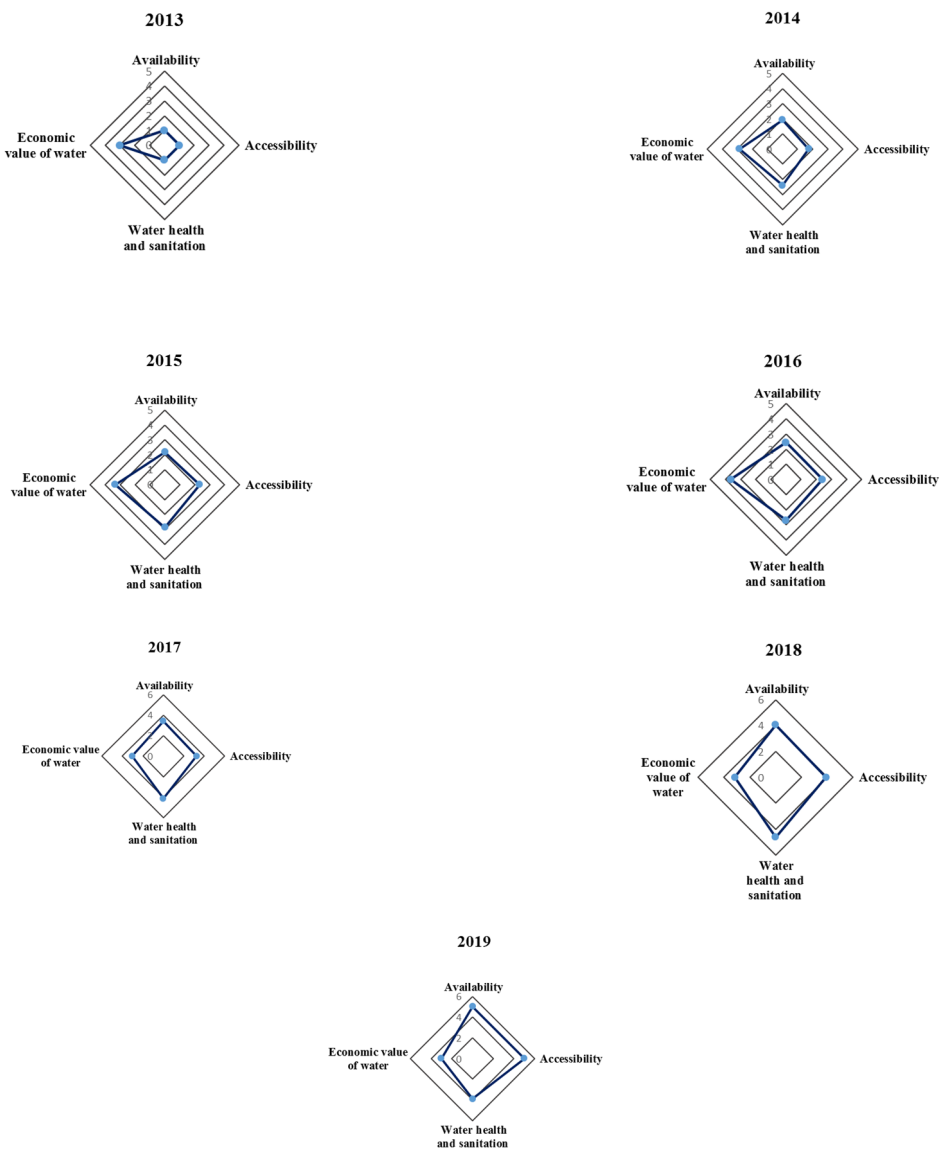 2013
Availability
5
4
3
2
1
0
Economic
value of water
Accessibility
Water health
and sanitation
2014
Availability
5
4
3
2
1
0
Economic
value of water
Accessibility
Water health
and sanitation
2015
Availability
5
4
3
2
1
0
Economic
value of water
Accessibility
Water health
and sanitation
2016
Availability
5
4
3
2
1
0
Economic
value of water
Accessibility
Water health
and sanitation
2017
Availability
6
4
2
0
Economic value
of water
Accessibility
Water health
and sanitation
2018
Availability
6
4
2
0
Economic
value of
water
Accessibility
Water
health and
sanitation
2019
Availability
6
4
2
0
Economic value
of water
Accessibility
Water health
and sanitation